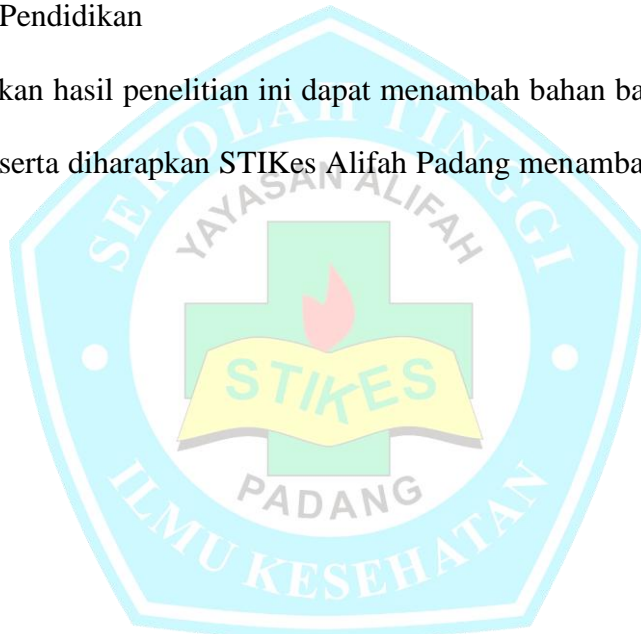 Pendidikan
kan hasil penelitian ini dapat menambah bahan ba
serta diharapkan STIKes Alifah Padang menamba
SEKOLAH TINGGI
YAYASAN ALIFAH
STIKES
PADANG
ILMU KESEHATAN